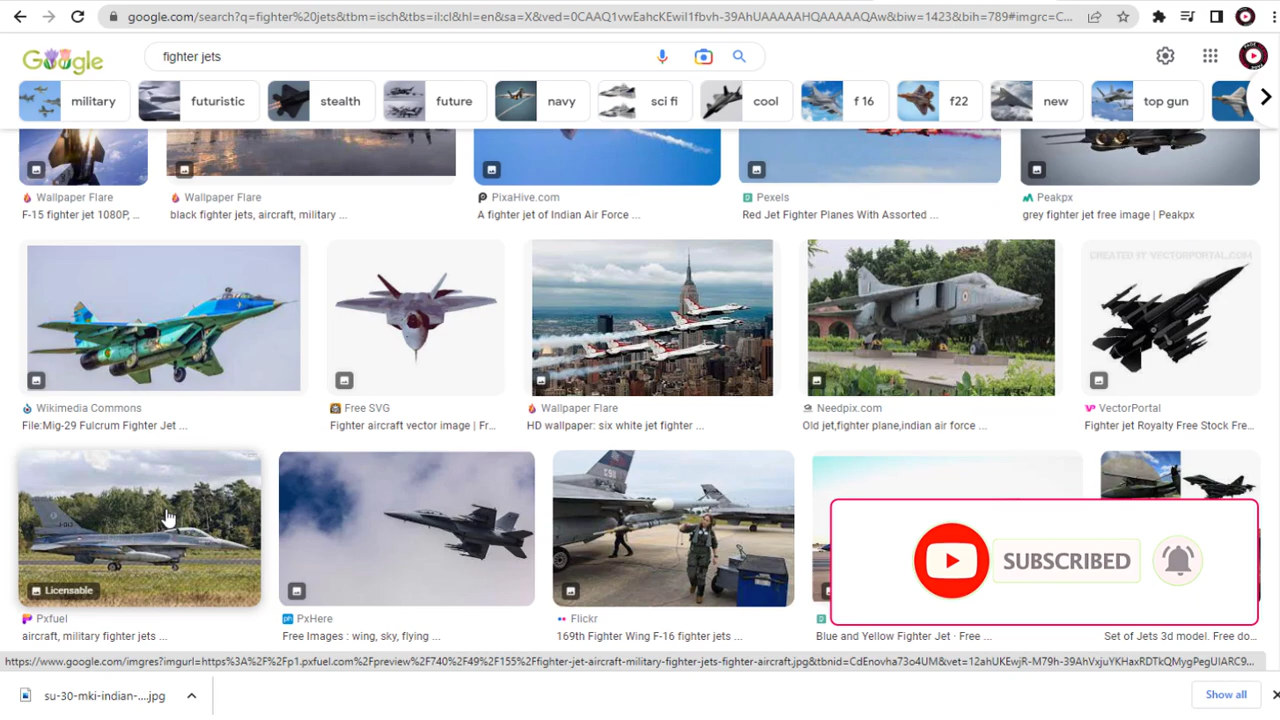 google.com/search?q=fighter%20jets&tbm=isch&tbs=il:cl&hl=en&sa=X&ved=0CAAQ1vwEahcKEwiI1fbvh-39AhUAAAAAHQAAAAAQAw&biw=1423&bih=789#imgrc=C...
Google
fighter jets
military
futuristic
stealth
future
navy
sci fi
cool
f 16
f22
new
top gun
Wallpaper Flare
F-15 fighter jet 1080P, ...
Wallpaper Flare
black fighter jets, aircraft, military ...
PixaHive.com
A fighter jet of Indian Air Force ...
Pexels
Red Jet Fighter Planes With Assorted ...
Peakpx
grey fighter jet free image | Peakpx
CREATED IT VECTORPORTAL.COM
Wikimedia Commons
File:Mig-29 Fulcrum Fighter Jet ...
Free SVG
Fighter aircraft vector image | Fr...
Wallpaper Flare
HD wallpaper: six white jet fighter ...
Needpix.com
Old jet,fighter plane,indian air force ...
VectorPortal
Fighter jet Royalty Free Stock Fre...
Licensable
SUBSCRIBED
Pxfuel
aircraft, military fighter jets ...
PxHere
Free Images : wing, sky, flying ...
Flickr
169th Fighter Wing F-16 fighter jets ...
Blue and Yellow Fighter Jet · Free ...
Set of Jets 3d model. Free do...
https://www.google.com/imgres?imgurl=https%3A%2F%2Fp1.pxfuel.com%2Fpreview%2F740%2F49%2F155%2Ffighter-jet-aircraft-military-fighter-jets-fighter-aircraft.jpg&tbnid=CdEnovha73o4UM&vet=12ahUKEwjR-M79h-39AhVxjuYKHaxRDTkQMygPegUIARC9...
su-30-mki-indian-....jpg
Show all